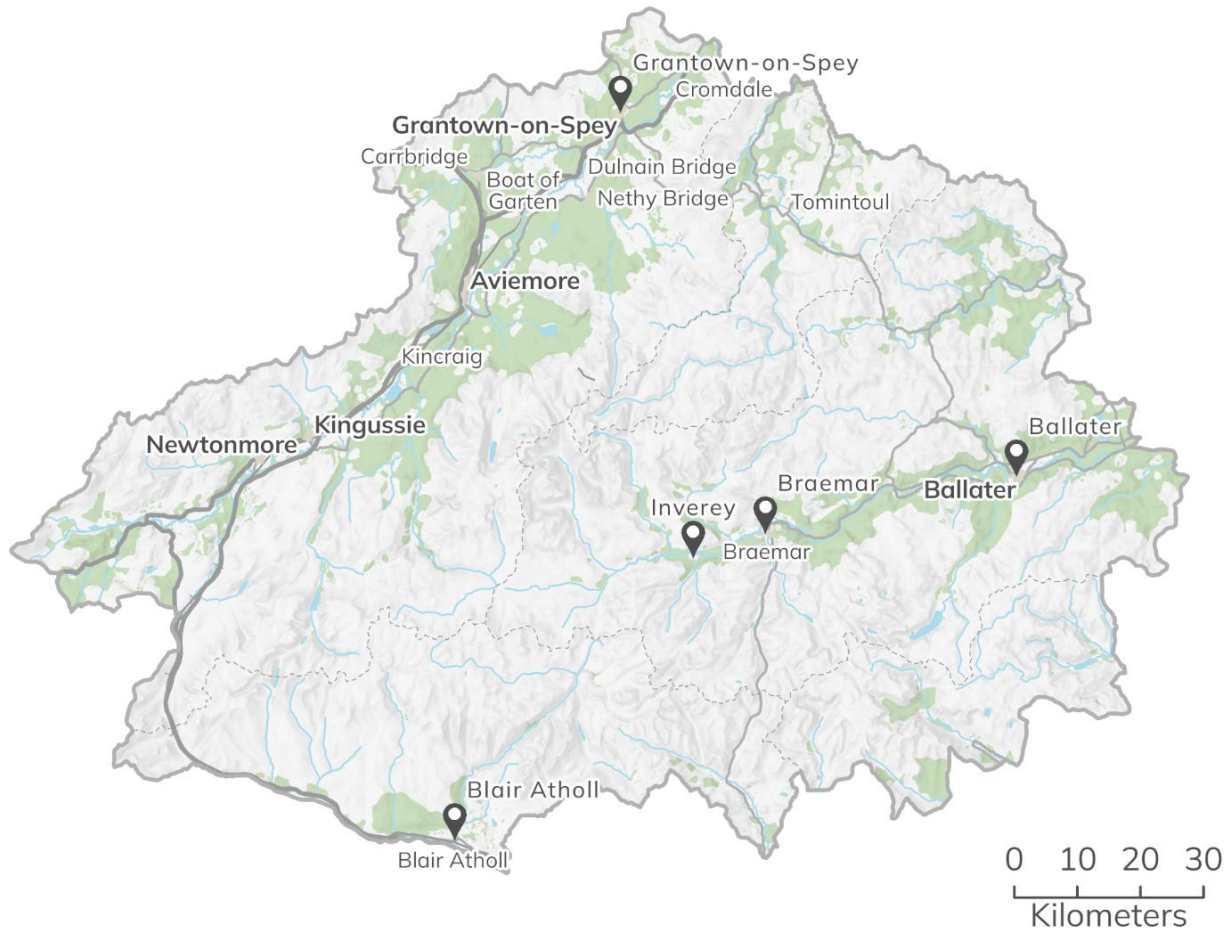 Grantown-on-Spey
Cromdale
Grantown-on-Spey
Carrbridge
Dulnain Bridge
Boat of
Garten
Nethy Bridge
Tomintoul
Aviemore
Kincraig
Kingussie
Newtonmore
Ballater
Ballater
Braemar
Inverey
Braemar
Blair Atholl
Blair Atholl
0 10 20 30
Kilometers